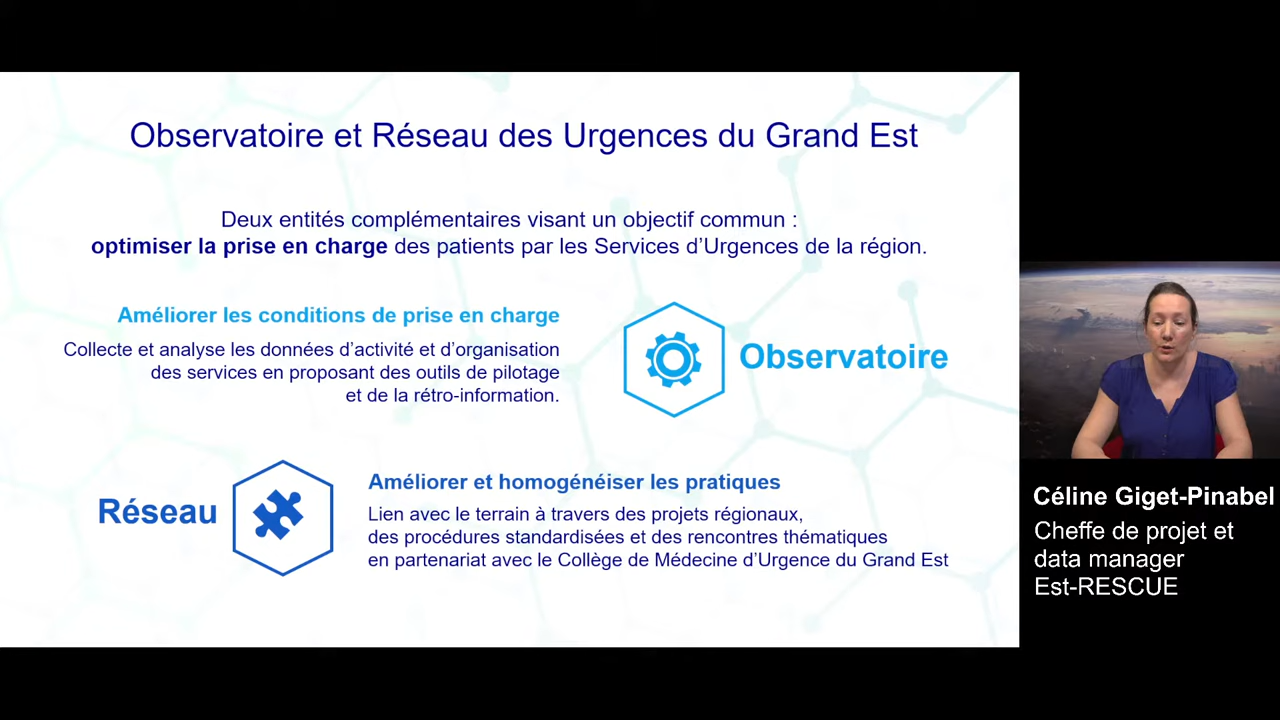 Observatoire et Réseau des Urgences du Grand Est
Deux entités complémentaires visant un objectif commun :
optimiser la prise en charge des patients par les Services d’Urgences de la région.
Améliorer les conditions de prise en charge
Collecte et analyse les données d’activité et d’organisation
des services en proposant des outils de pilotage
et de la rétro-information.
Observatoire
Réseau
Améliorer et homogénéiser les pratiques
Lien avec le terrain à travers des projets régionaux,
des procédures standardisées et des rencontres thématiques
en partenariat avec le Collège de Médecine d’Urgence du Grand Est
Céline Giget-Pinabel
Cheffe de projet et
data manager
Est-RESCUE